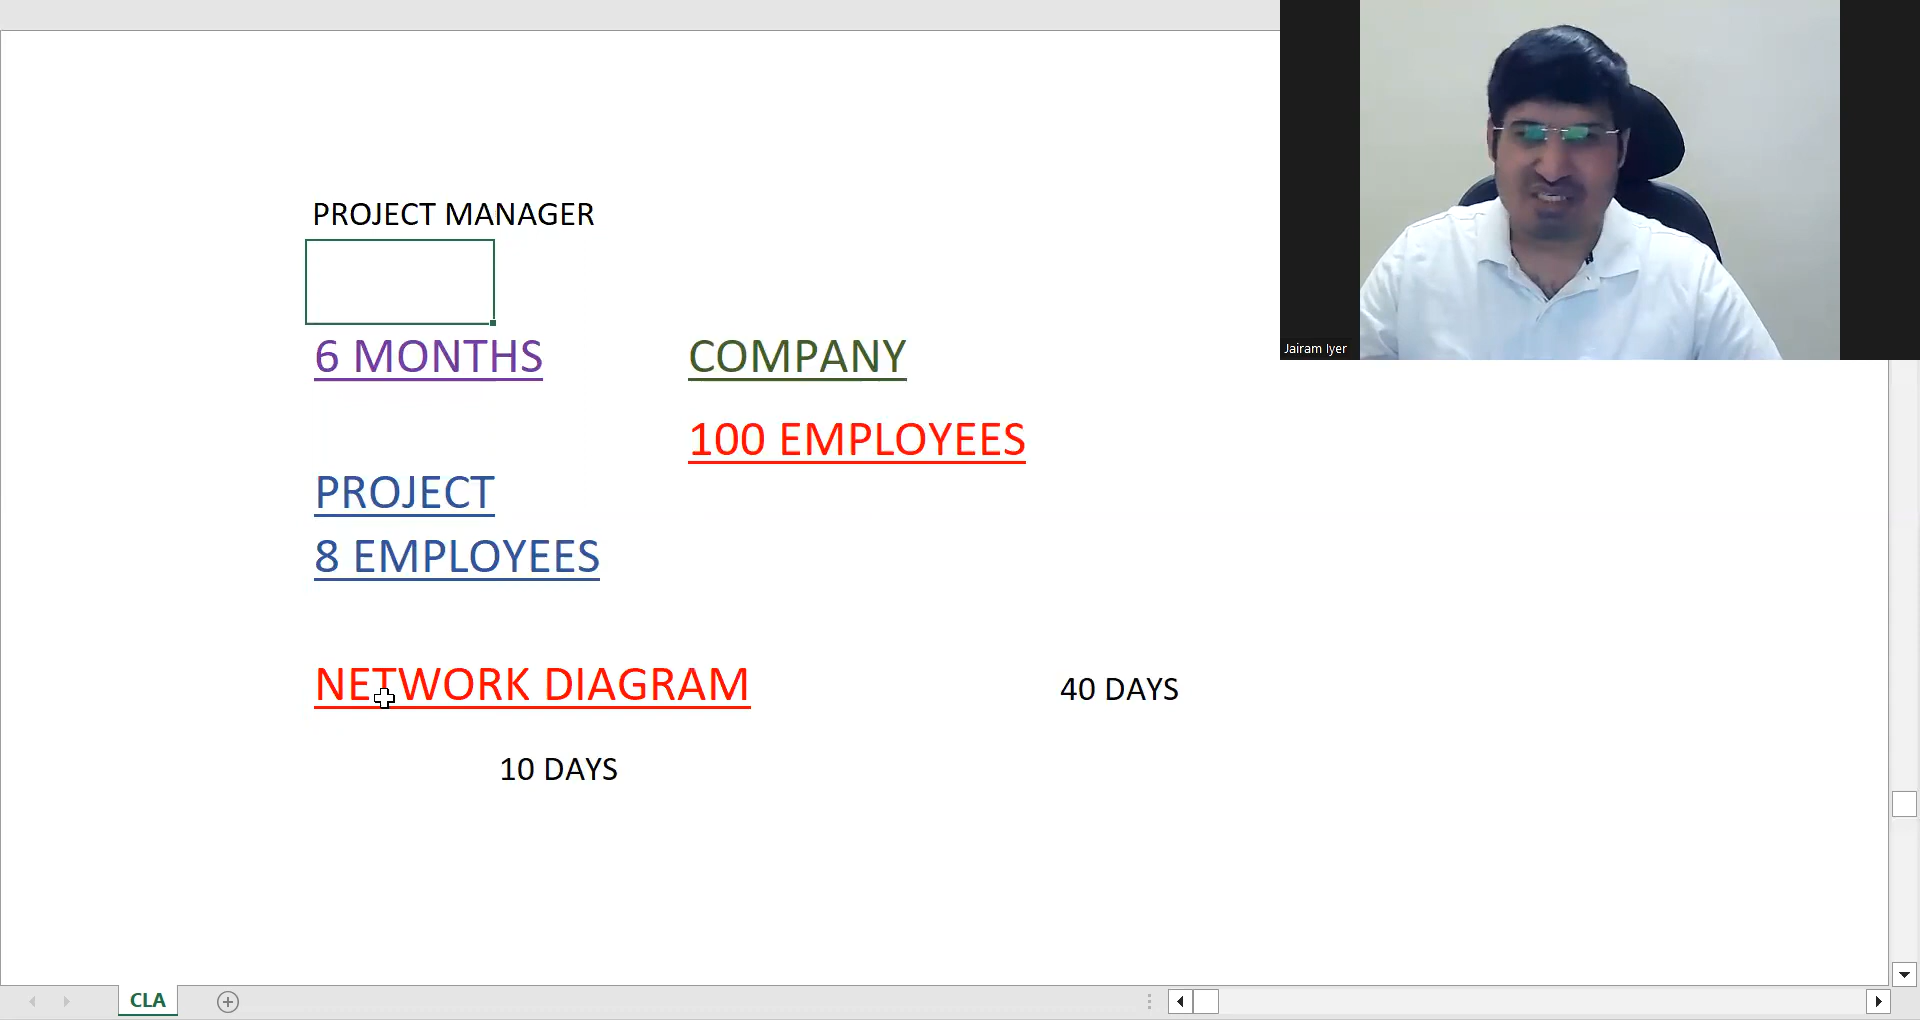 PROJECT MANAGER
6 MONTHS
COMPANY
100 EMPLOYEES
PROJECT
8 EMPLOYEES
NETWORK DIAGRAM
40 DAYS
10 DAYS
Jairam Iyer
CLA